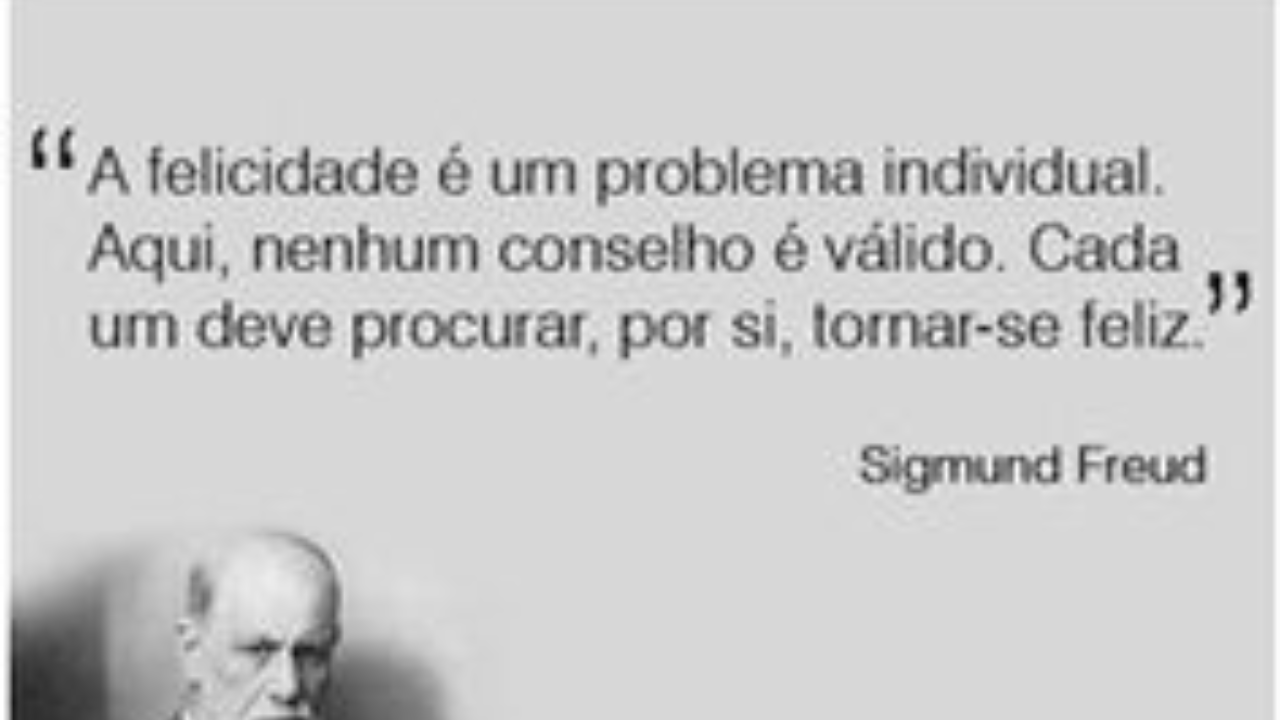 “A felicidade é um problema individual.
Aqui, nenhum conselho é válido. Cada
um deve procurar, por si, tornar-se feliz.”
Sigmund Freud